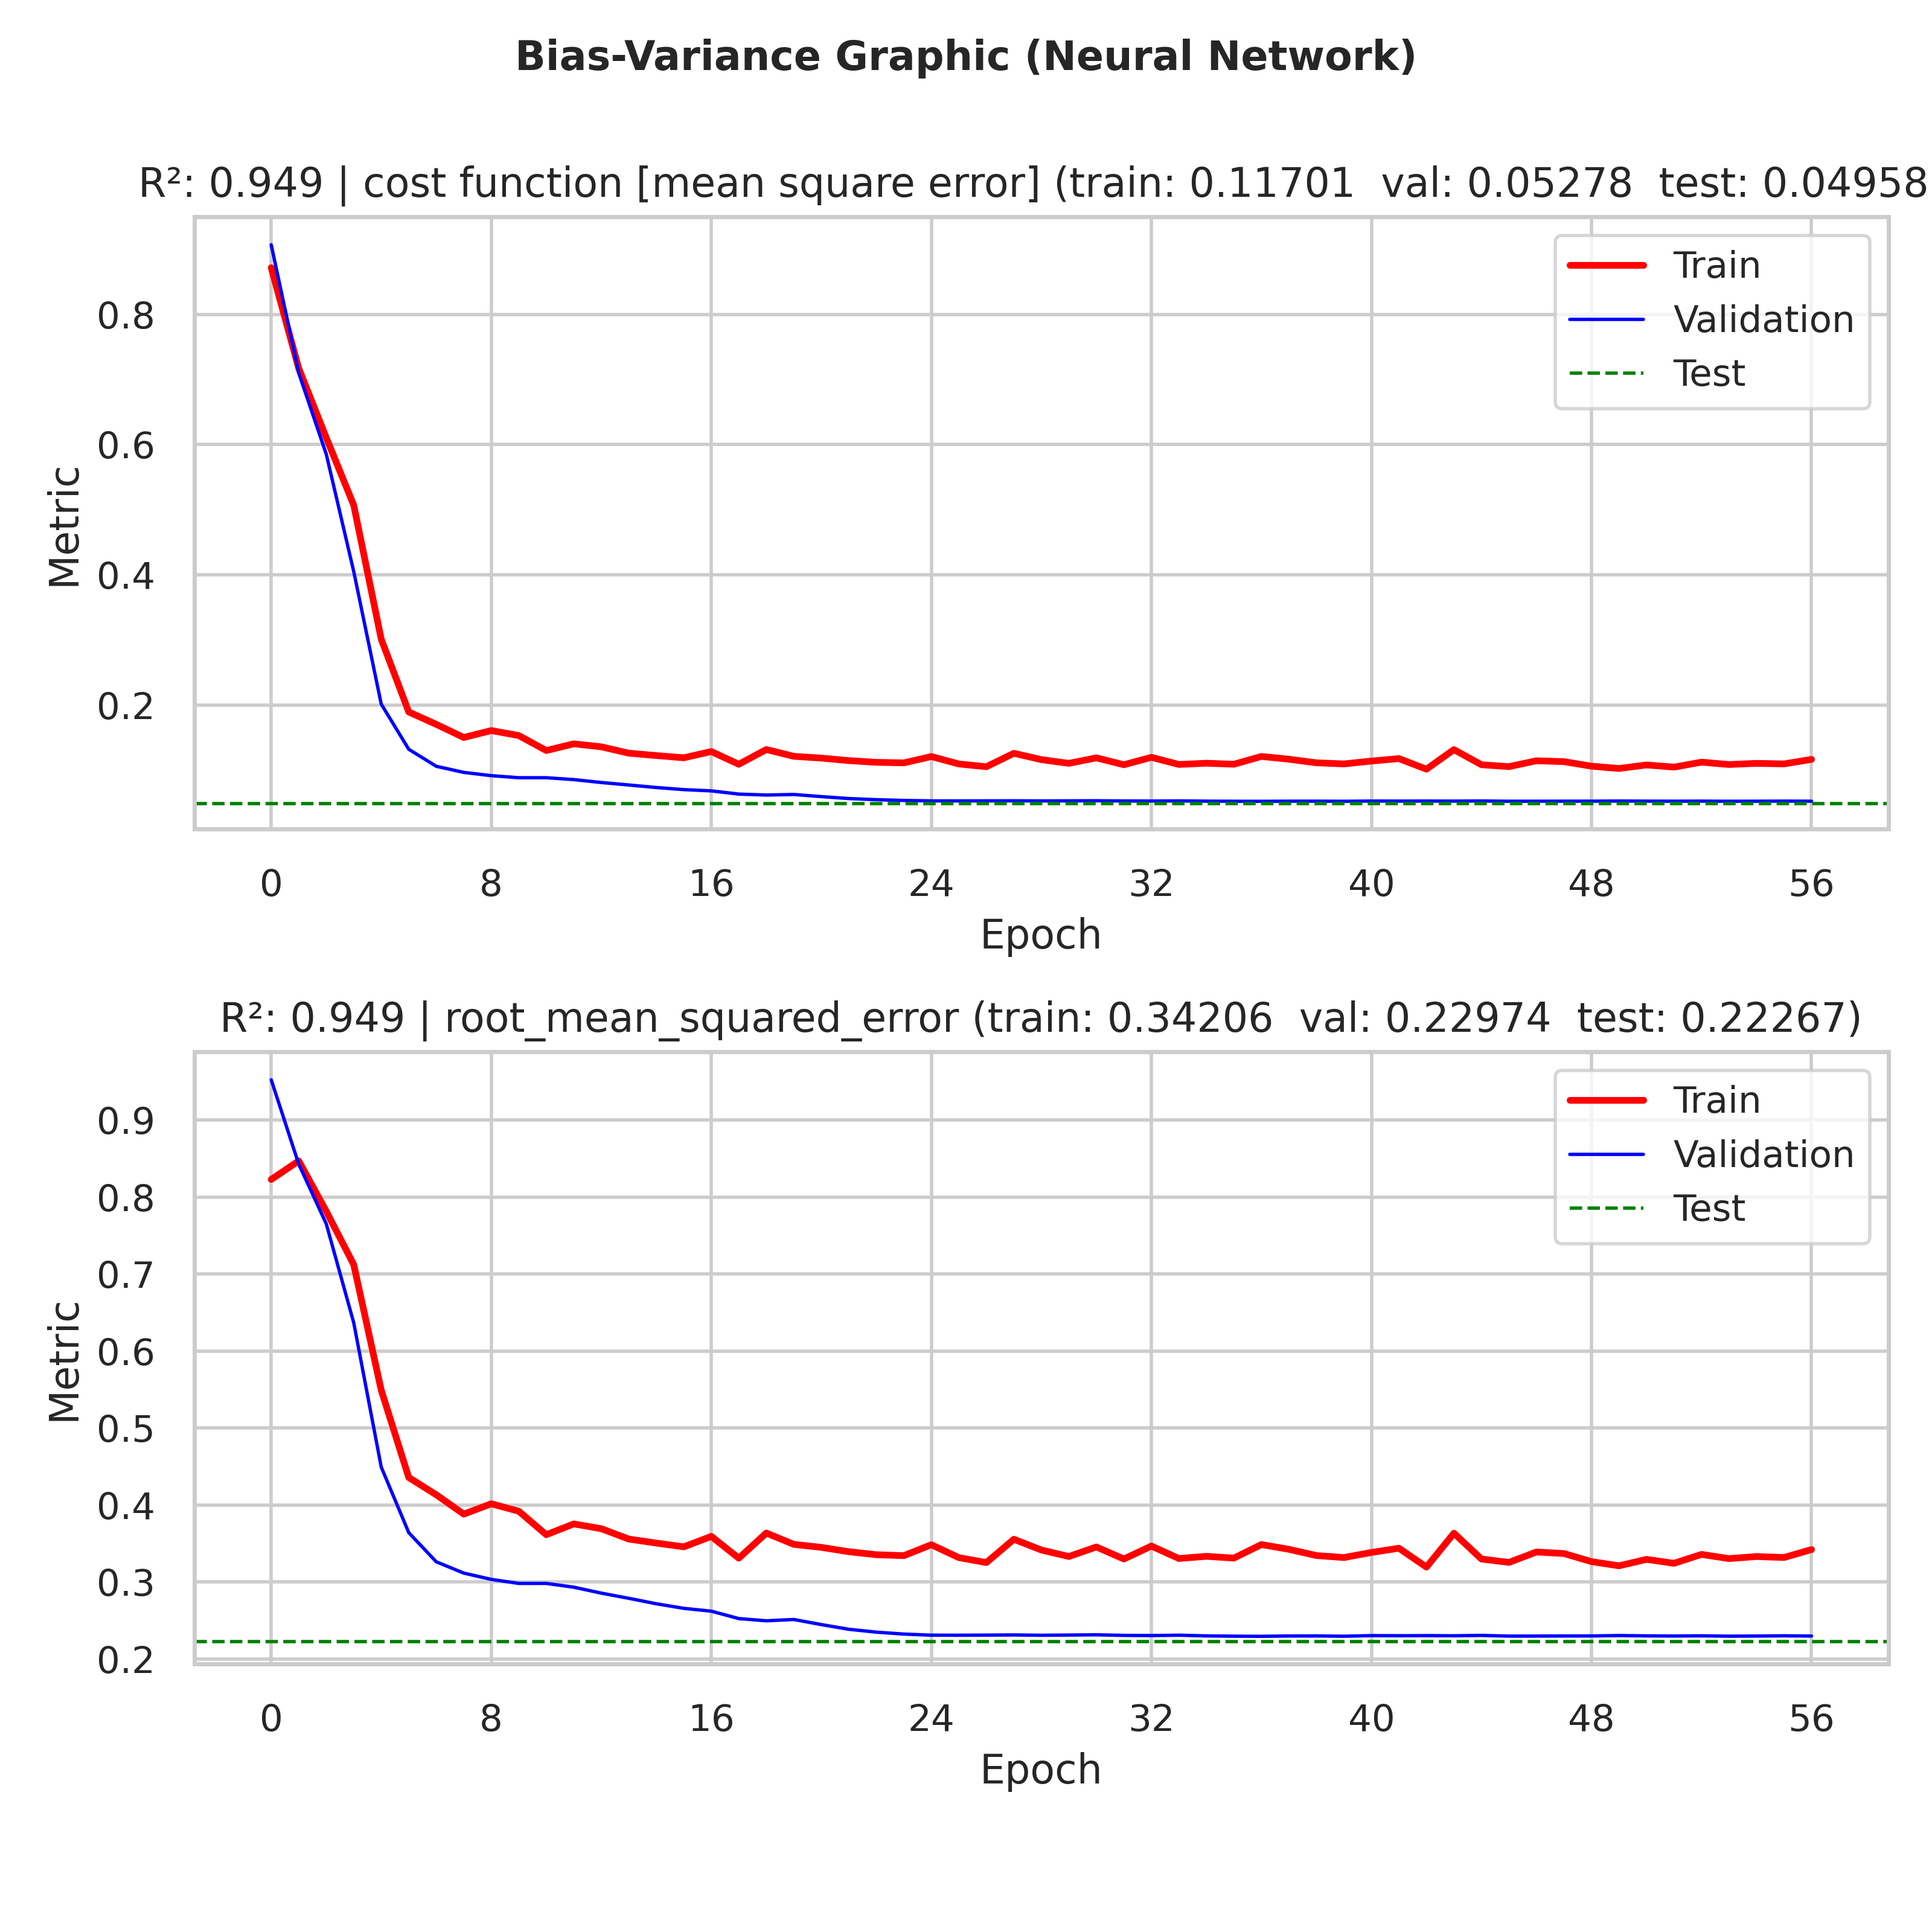 Bias-Variance Graphic (Neural Network)
R²: 0.949 | cost function [mean square error] (train: 0.11701  val: 0.05278  test: 0.04958
Metric
0.8
0.6
0.4
0.2
Train
Validation
Test
0 8 16 24 32 40 48 56
Epoch
R²: 0.949 | root_mean_squared_error (train: 0.34206  val: 0.22974  test: 0.22267)
Metric
0.9
0.8
0.7
0.6
0.5
0.4
0.3
0.2
Train
Validation
Test
0 8 16 24 32 40 48 56
Epoch